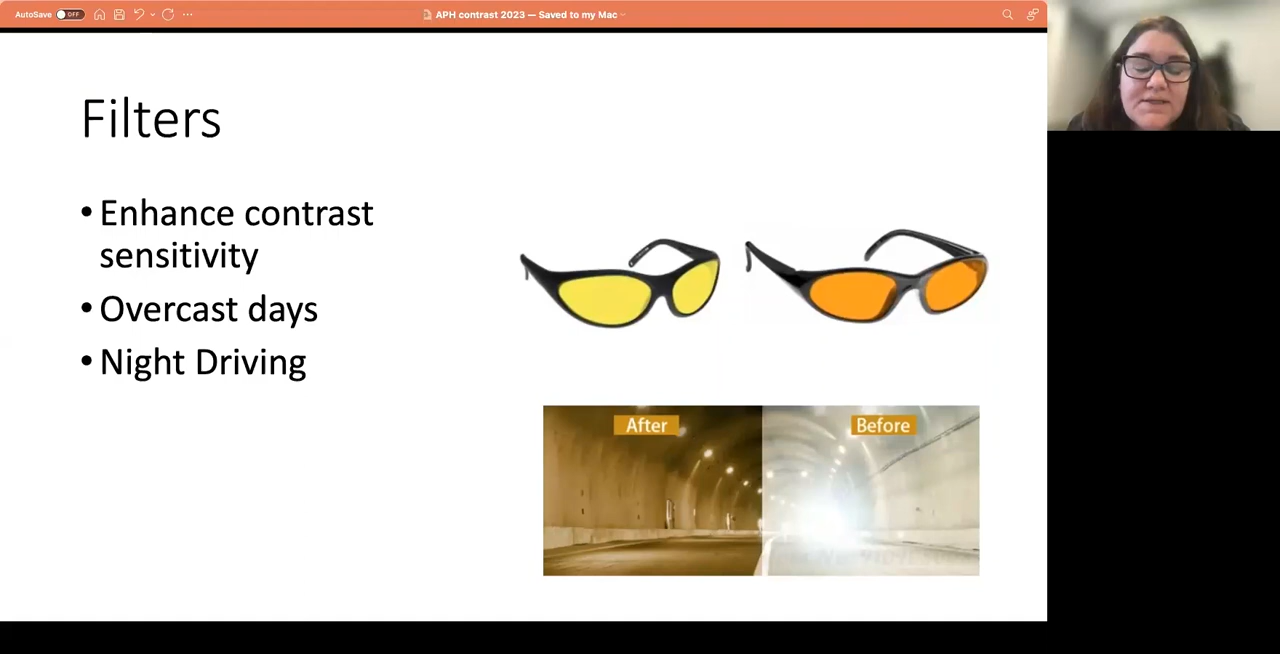 AutoSave OFF
APH contrast 2023 — Saved to my Mac
Filters
• Enhance contrast
sensitivity
• Overcast days
• Night Driving
After
Before